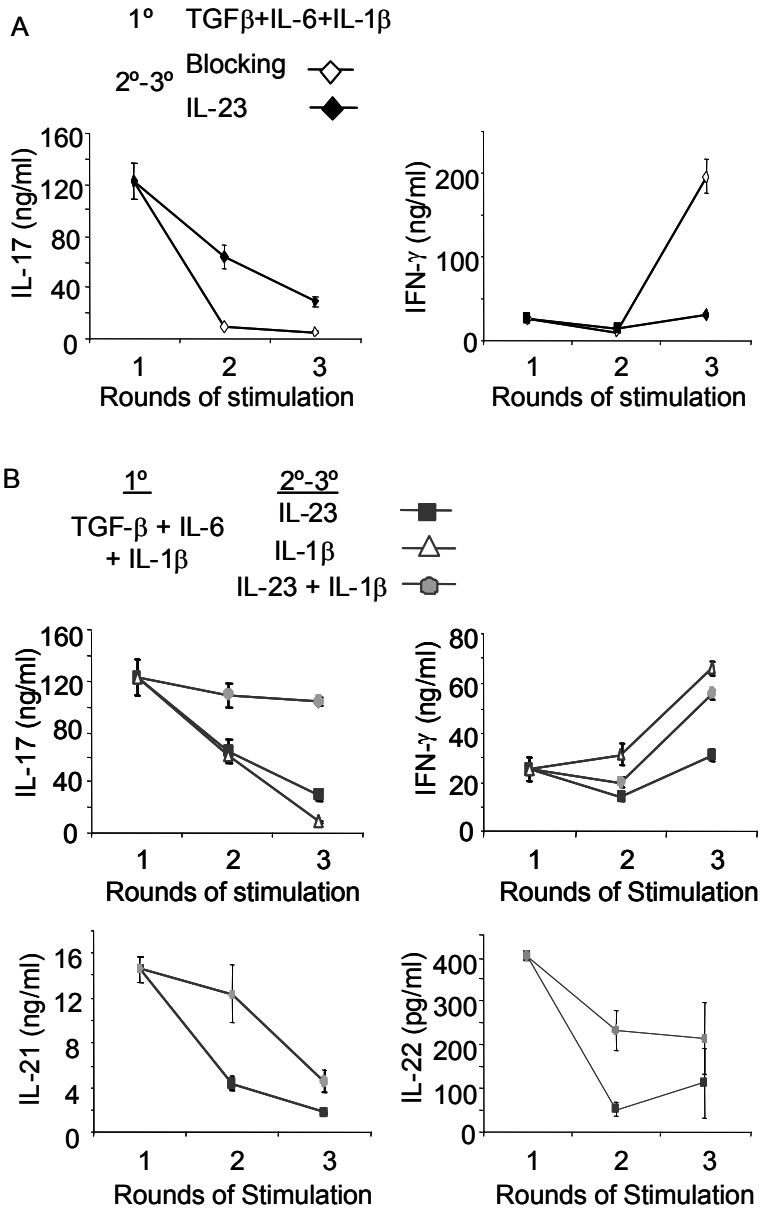 A
1º TGFβ+IL-6+IL-1β
2º-3º
Blocking
IL-23
IL-17 (ng/ml)
160
120
80
40
0
1 2 3
Rounds of stimulation
IFN-γ (ng/ml)
200
100
0
1 2 3
Rounds of stimulation
B
1º
TGF-β + IL-6
+ IL-1β
2º-3º
IL-23
IL-1β
IL-23 + IL-1β
IL-17 (ng/ml)
160
120
80
40
0
1 2 3
Rounds of stimulation
IFN-γ (ng/ml)
80
60
40
20
0
1 2 3
Rounds of Stimulation
IL-21 (ng/ml)
16
12
8
4
0
1 2 3
Rounds of Stimulation
IL-22 (pg/ml)
400
300
200
100
0
1 2 3
Rounds of Stimulation